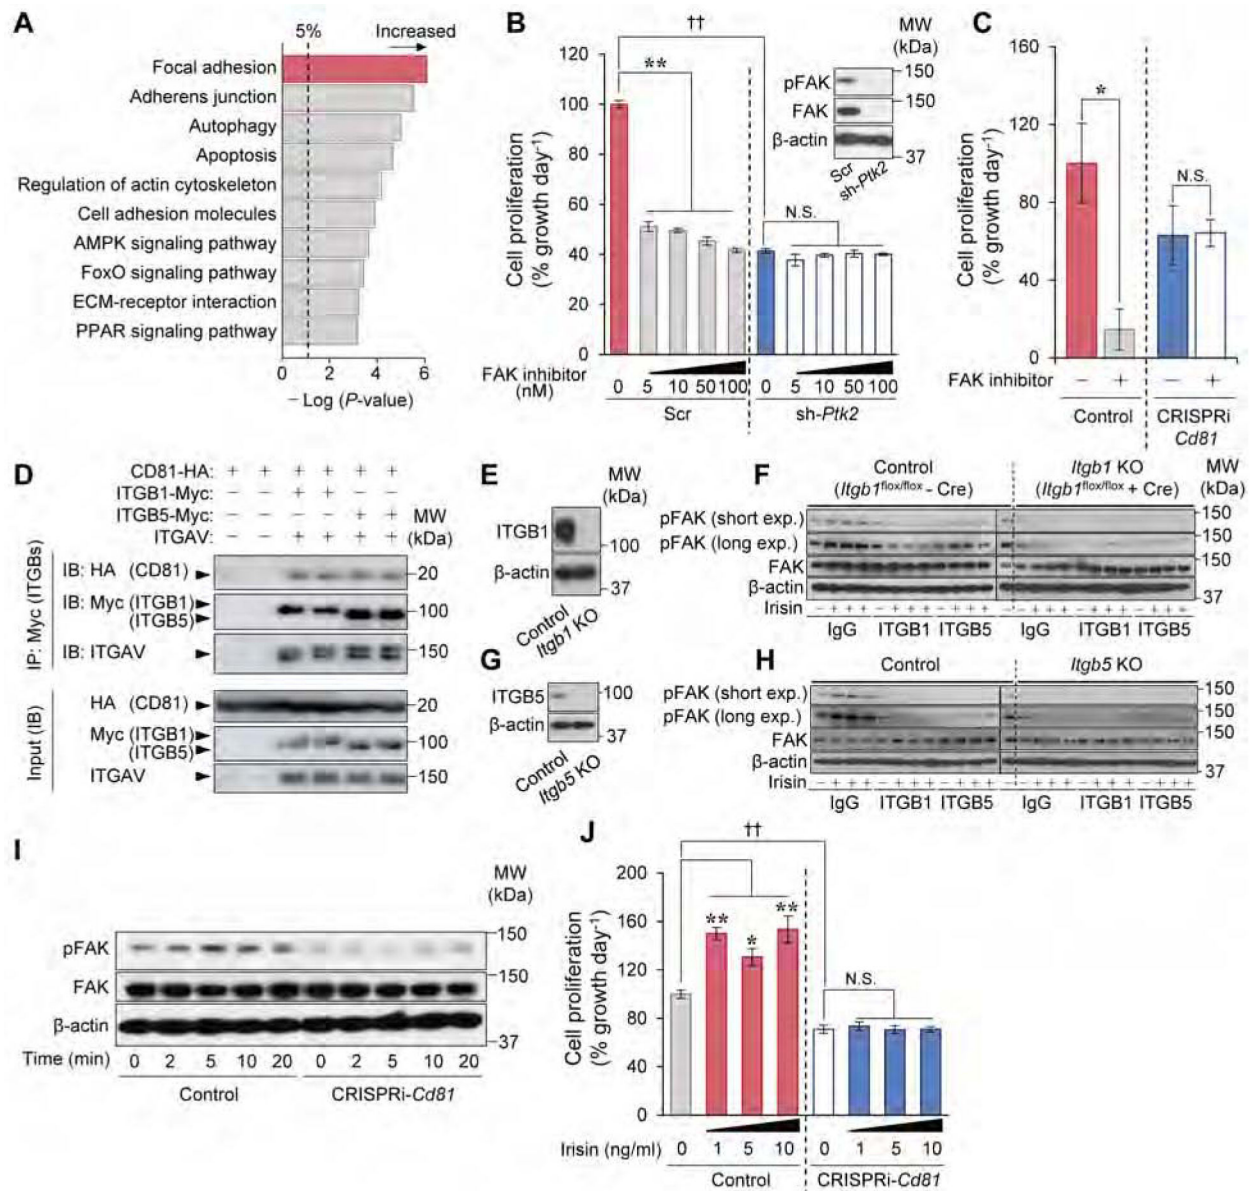 A
5%
Increased
Focal adhesion
Adherens junction
Autophagy
Apoptosis
Regulation of actin cytoskeleton
Cell adhesion molecules
AMPK signaling pathway
FoxO signaling pathway
ECM-receptor interaction
PPAR signaling pathway
0 2 4 6
– Log (P-value)
B
††
**
N.S.
MW
(kDa)
pFAK
150
FAK
150
β-actin
37
Scr
sh-Ptk2
Cell proliferation
(% growth day⁻¹)
120
100
80
60
40
20
0
FAK inhibitor
(nM)
0 5 10 50 100 0 5 10 50 100
Scr
sh-Ptk2
C
160
120
80
40
0
*
N.S.
Cell proliferation
(% growth day⁻¹)
FAK inhibitor – + – +
Control
CRISPRi
Cd81
D
CD81-HA: + + + + + +
ITGB1-Myc: – – + + – –
ITGB5-Myc: – – – – + +
ITGAV – – + + + +
MW
(kDa)
IP: Myc (ITGBs)
IB: HA (CD81)
20
IB: Myc (ITGB1)
(ITGB5)
100
IB: ITGAV
150
Input (IB)
HA (CD81)
20
Myc (ITGB1)
(ITGB5)
100
ITGAV
150
E
MW
(kDa)
ITGB1
100
β-actin
37
Control
Itgb1 KO
F
Control
(Itgb1flox/flox - Cre)
Itgb1 KO
(Itgb1flox/flox + Cre)
MW
(kDa)
pFAK (short exp.)
150
pFAK (long exp.)
150
FAK
150
β-actin
37
Irisin – + + + – + + + – + + + – + + + – + + + – + + +
IgG ITGB1 ITGB5 IgG ITGB1 ITGB5
G
ITGB5
100
β-actin
37
Control
Itgb5 KO
H
Control
Itgb5 KO
pFAK (short exp.)
150
pFAK (long exp.)
150
150
FAK
β-actin
37
Irisin – + + + – + + + – + + + – + + + – + + + – + + +
IgG ITGB1 ITGB5 IgG ITGB1 ITGB5
I
MW
(kDa)
pFAK
150
FAK
150
β-actin
37
Time (min) 0 2 5 10 20 0 2 5 10 20
Control
CRISPRi-Cd81
J
††
** * **
N.S.
Cell proliferation
(% growth day⁻¹)
200
160
120
80
40
0
Irisin (ng/ml) 0 1 5 10 0 1 5 10
Control
CRISPRi-Cd81